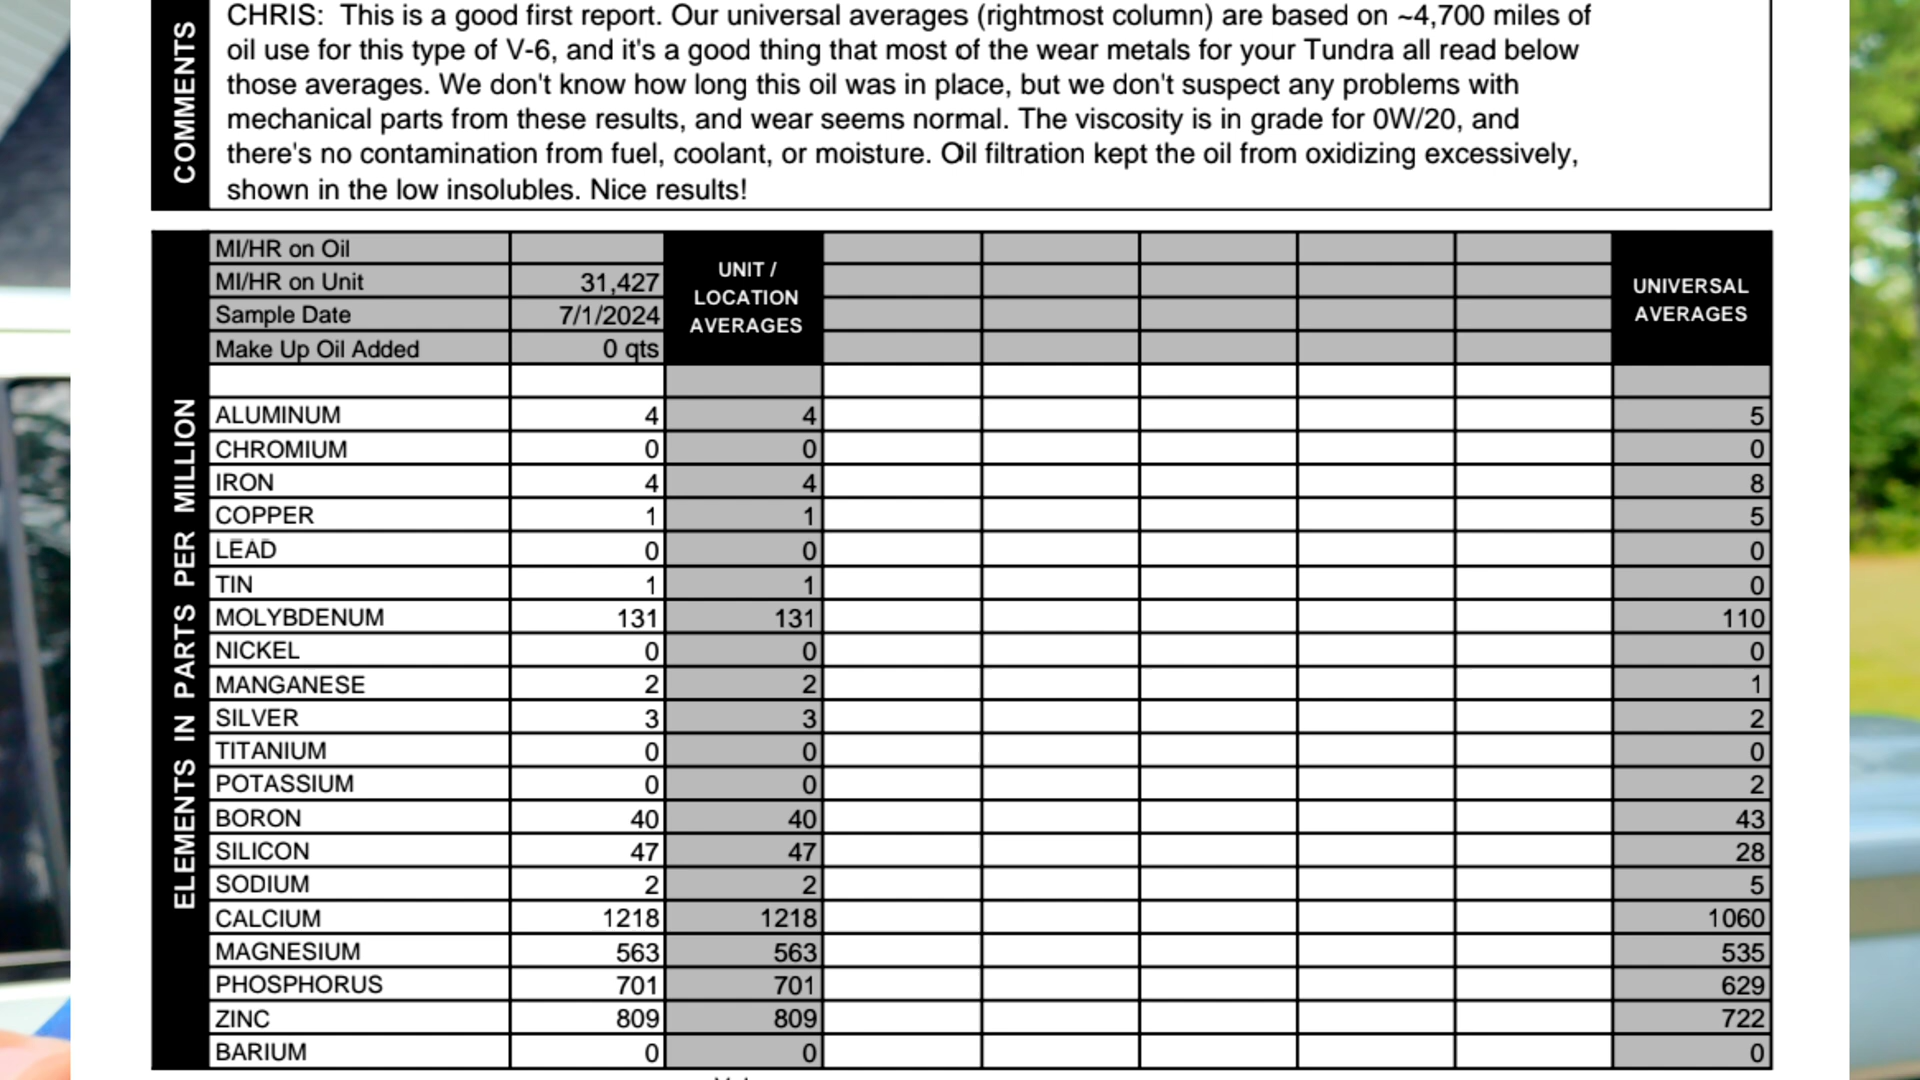 COMMENTS
CHRIS: This is a good first report. Our universal averages (rightmost column) are based on ~4,700 miles of
oil use for this type of V-6, and it's a good thing that most of the wear metals for your Tundra all read below
those averages. We don't know how long this oil was in place, but we don't suspect any problems with
mechanical parts from these results, and wear seems normal. The viscosity is in grade for 0W/20, and
there's no contamination from fuel, coolant, or moisture. Oil filtration kept the oil from oxidizing excessively,
shown in the low insolubles. Nice results!
MI/HR on Oil
MI/HR on Unit 31,427
Sample Date 7/1/2024
Make Up Oil Added 0 qts
UNIT /
LOCATION
AVERAGES
UNIVERSAL
AVERAGES
ELEMENTS IN PARTS PER MILLION
ALUMINUM 4 4 5
CHROMIUM 0 0 0
IRON 4 4 8
COPPER 1 1 5
LEAD 0 0 0
TIN 1 1 0
MOLYBDENUM 131 131 110
NICKEL 0 0 0
MANGANESE 2 2 1
SILVER 3 3 2
TITANIUM 0 0 0
POTASSIUM 0 0 2
BORON 40 40 43
SILICON 47 47 28
SODIUM 2 2 5
CALCIUM 1218 1218 1060
MAGNESIUM 563 563 535
PHOSPHORUS 701 701 629
ZINC 809 809 722
BARIUM 0 0 0